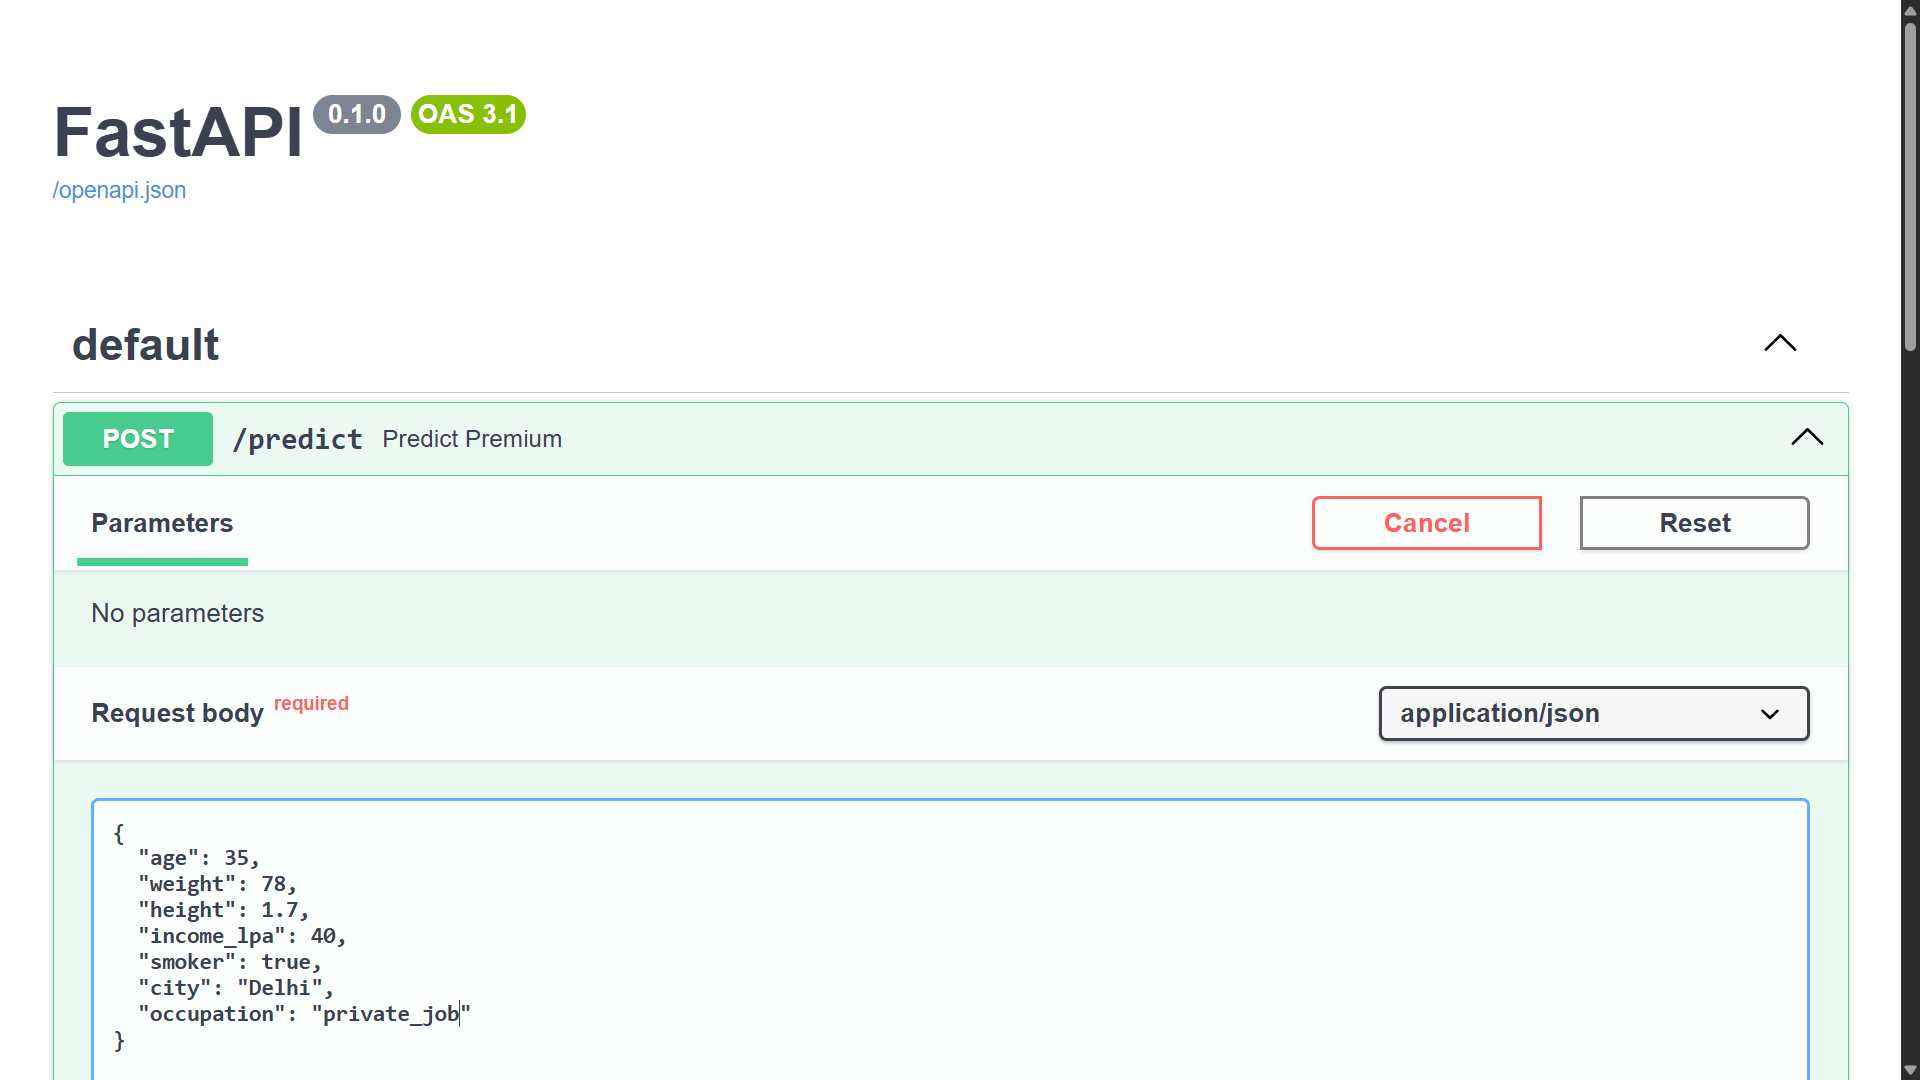 FastAPI 0.1.0 OAS 3.1
/openapi.json
default
POST /predict Predict Premium
Parameters Cancel Reset
No parameters
Request body required application/json
{
  "age": 35,
  "weight": 78,
  "height": 1.7,
  "income_lpa": 40,
  "smoker": true,
  "city": "Delhi",
  "occupation": "private_job"
}